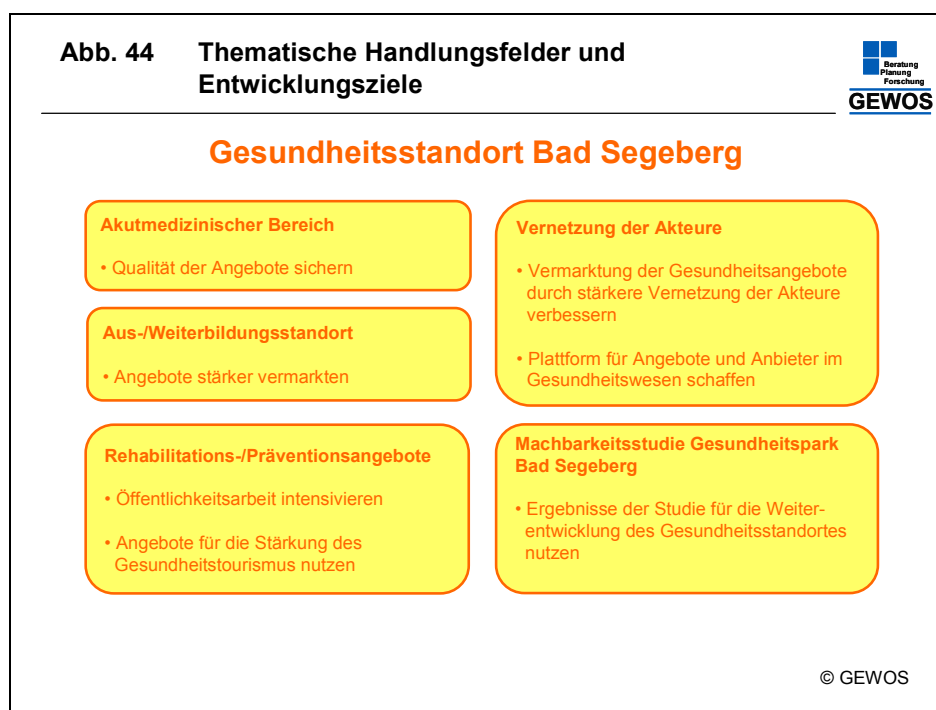 Abb. 44 Thematische Handlungsfelder und
Entwicklungsziele
Beratung
Planung
Forschung
GEWOS
Gesundheitsstandort Bad Segeberg
Akutmedizinischer Bereich
• Qualität der Angebote sichern
Aus-/Weiterbildungsstandort
• Angebote stärker vermarkten
Rehabilitations-/Präventionsangebote
• Öffentlichkeitsarbeit intensivieren
• Angebote für die Stärkung des
Gesundheitstourismus nutzen
Vernetzung der Akteure
• Vermarktung der Gesundheitsangebote
durch stärkere Vernetzung der Akteure
verbessern
• Plattform für Angebote und Anbieter im
Gesundheitswesen schaffen
Machbarkeitsstudie Gesundheitspark
Bad Segeberg
• Ergebnisse der Studie für die Weiter-
entwicklung des Gesundheitsstandortes
nutzen
© GEWOS